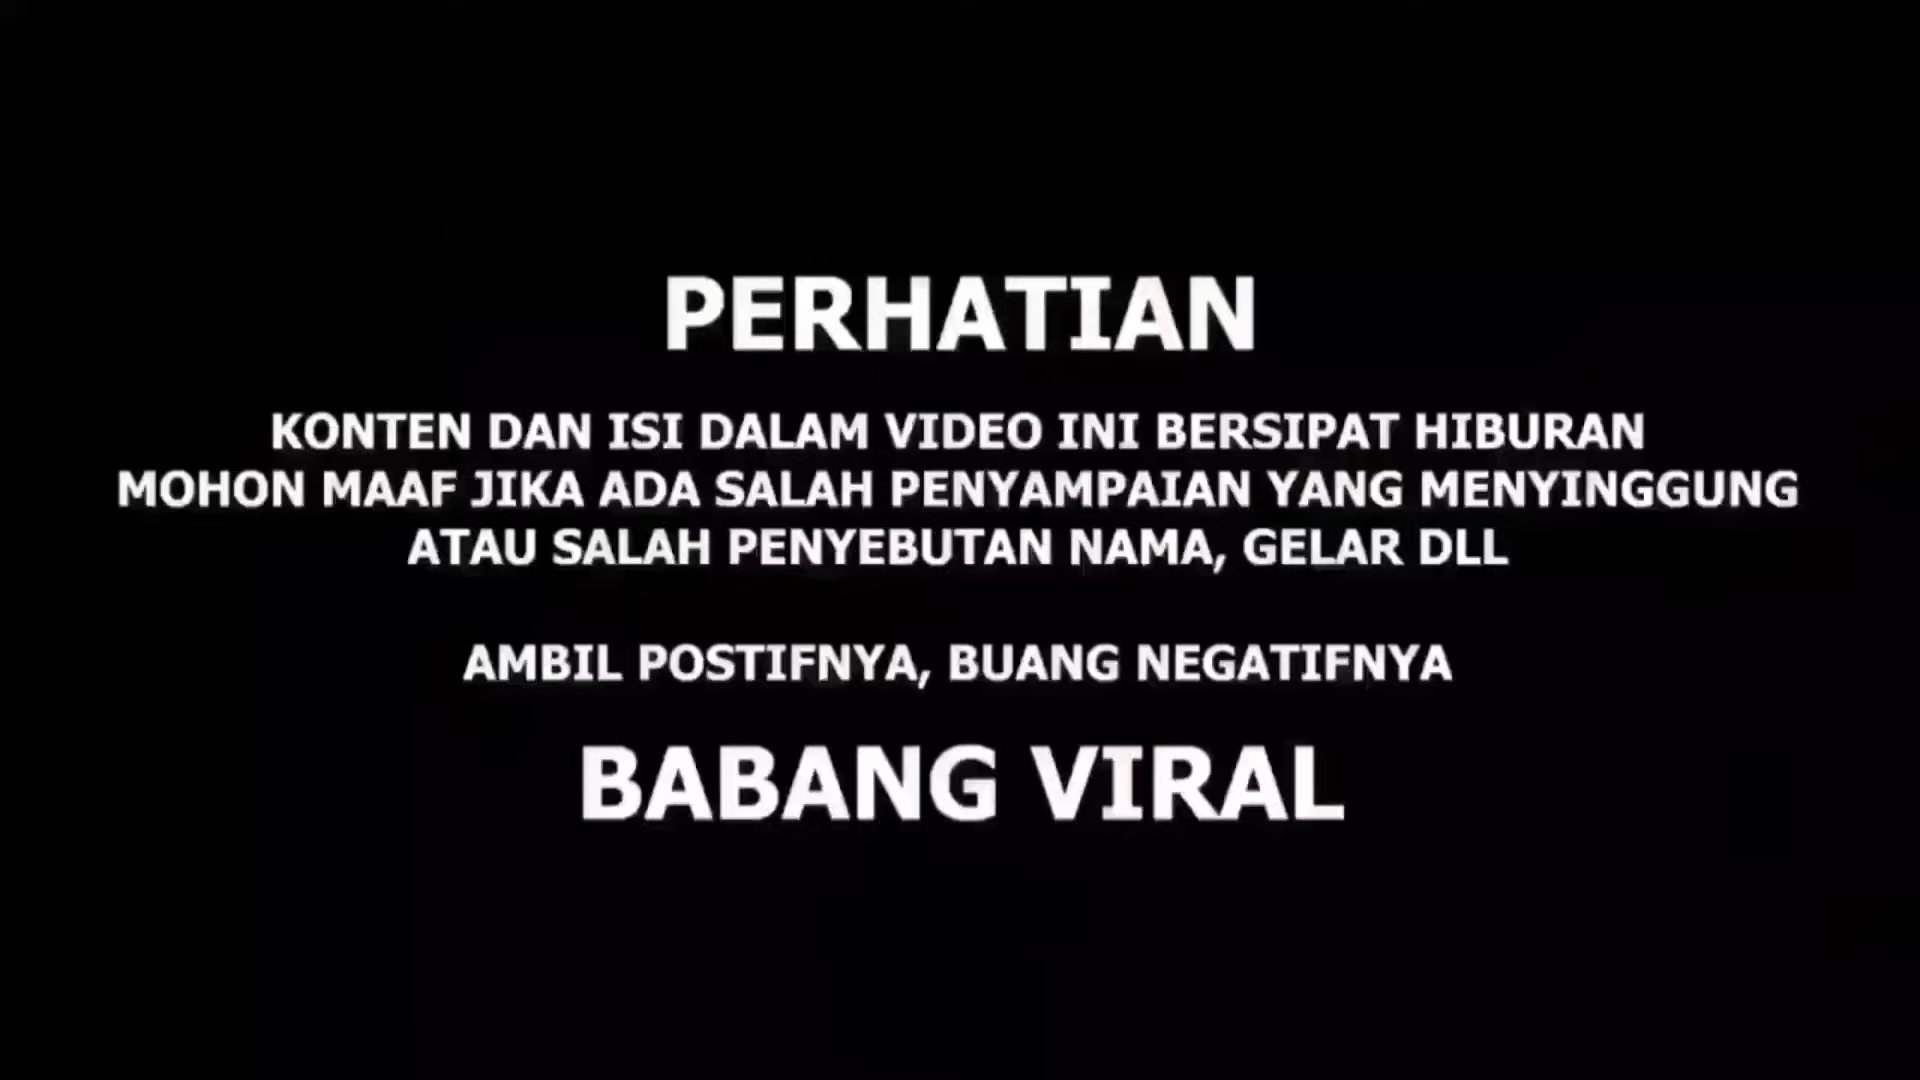 PERHATIAN
KONTEN DAN ISI DALAM VIDEO INI BERSIPAT HIBURAN
MOHON MAAF JIKA ADA SALAH PENYAMPAIAN YANG MENYINGGUNG
ATAU SALAH PENYEBUTAN NAMA, GELAR DLL
AMBIL POSTIFNYA, BUANG NEGATIFNYA
BABANG VIRAL